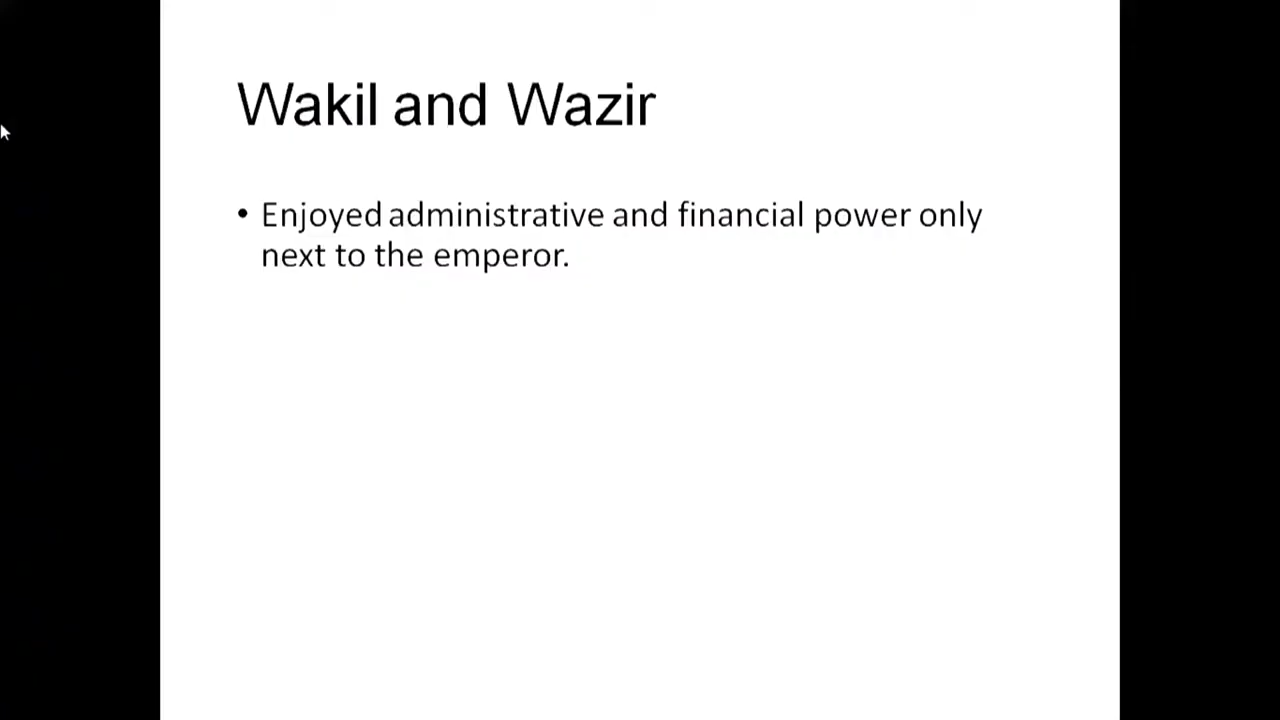 Wakil and Wazir
• Enjoyed administrative and financial power only
next to the emperor.